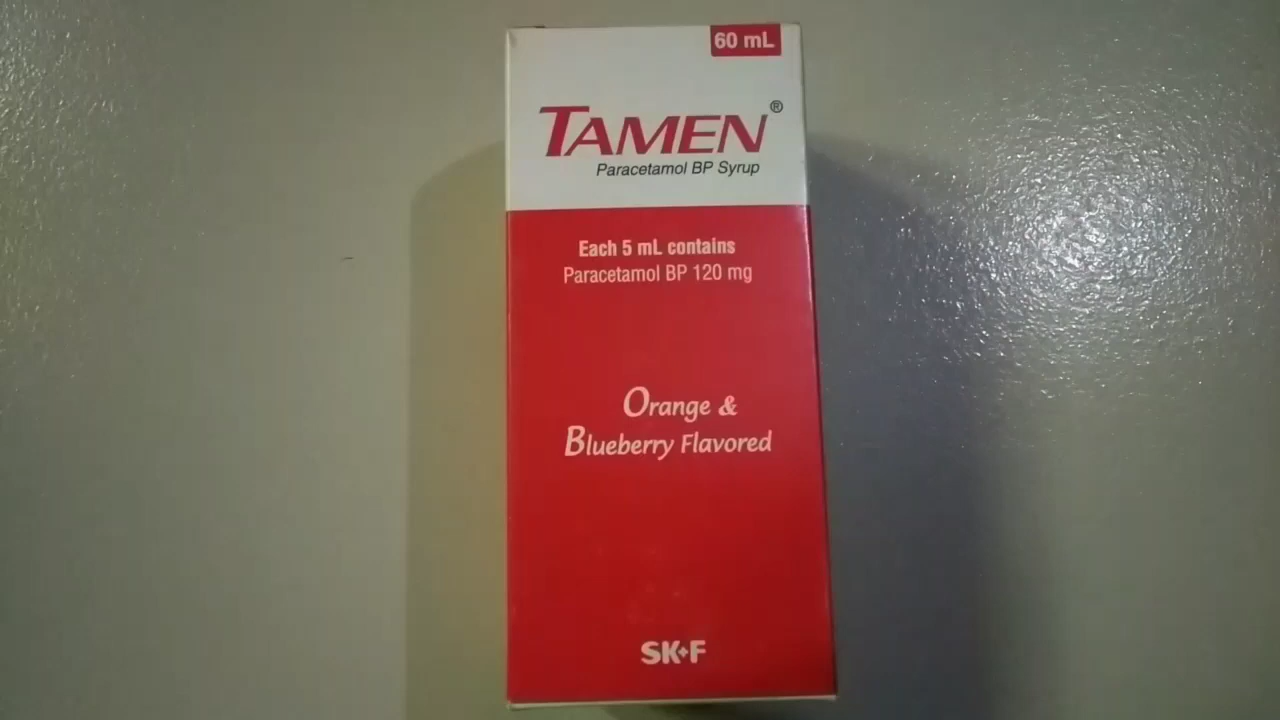 60 mL
TAMEN®
Paracetamol BP Syrup
Each 5 mL contains
Paracetamol BP 120 mg
Orange &
Blueberry Flavored
SK+F